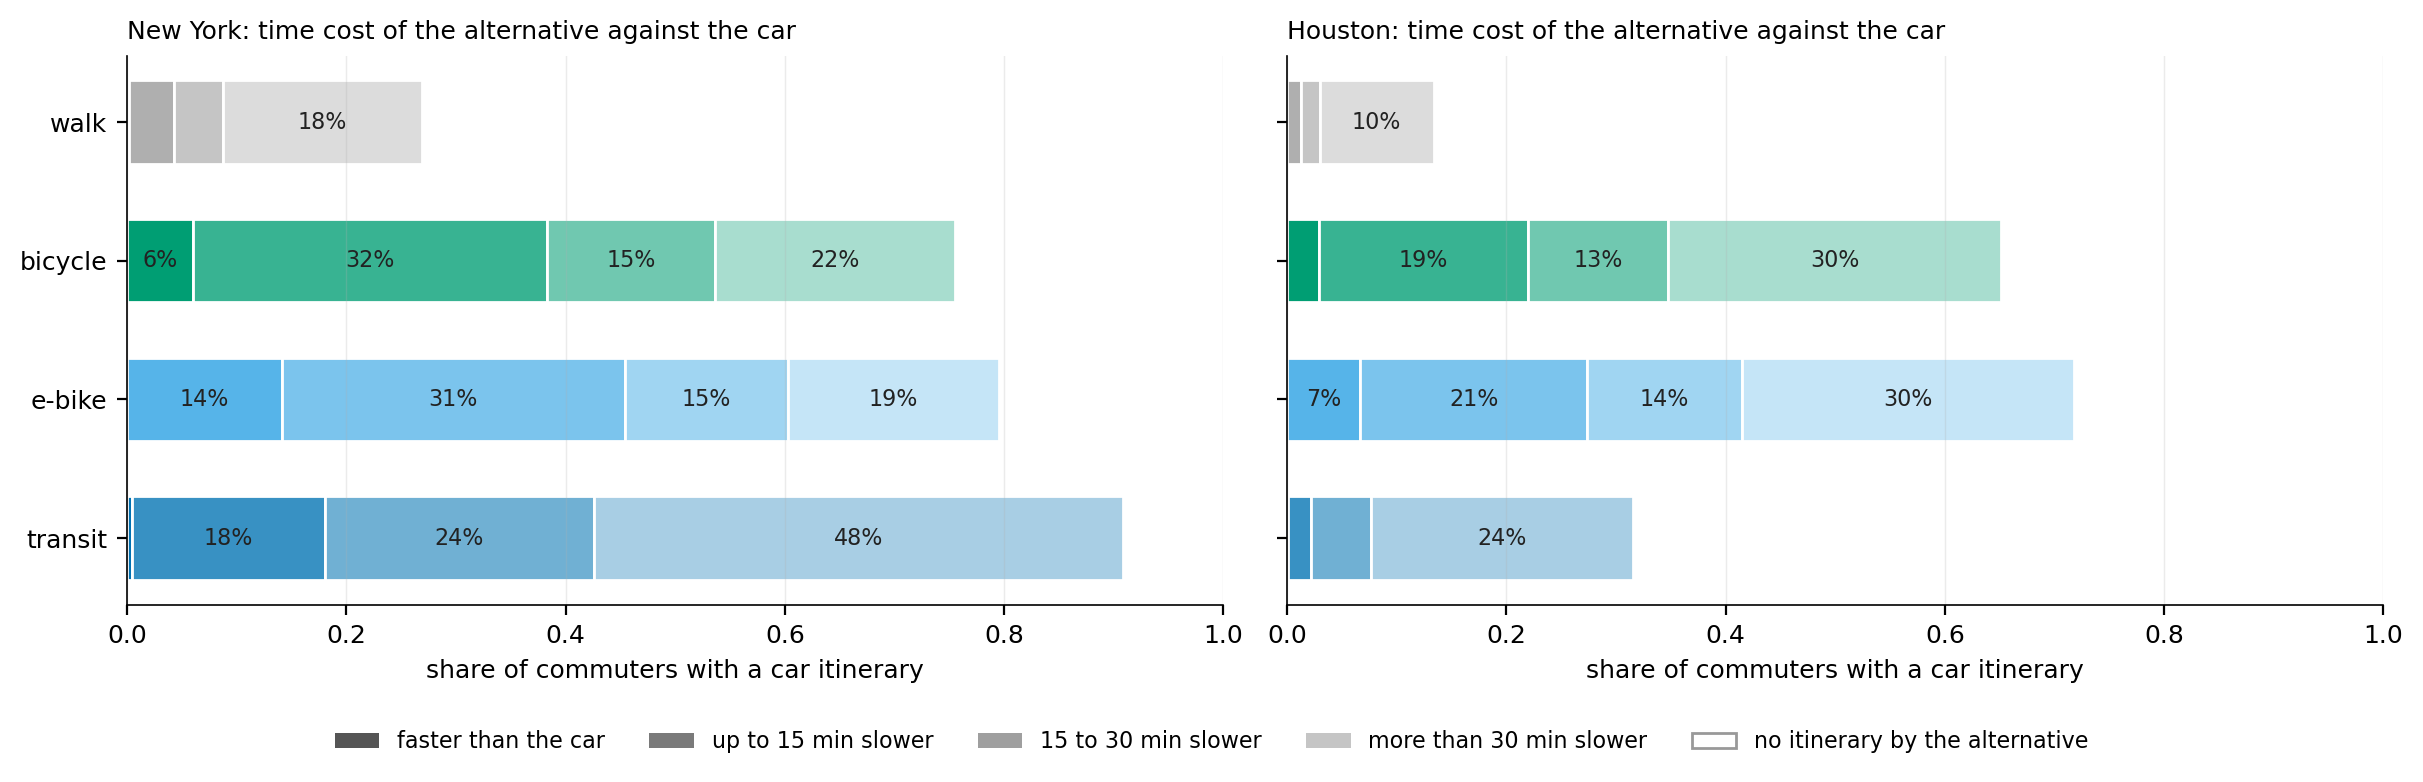 New York: time cost of the alternative against the car
walk
18%
bicycle
6%
32%
15%
22%
e-bike
14%
31%
15%
19%
transit
18%
24%
48%
0.0
0.2
0.4
0.6
0.8
1.0
share of commuters with a car itinerary
Houston: time cost of the alternative against the car
10%
19%
13%
30%
7%
21%
14%
30%
24%
0.0
0.2
0.4
0.6
0.8
1.0
share of commuters with a car itinerary
faster than the car
up to 15 min slower
15 to 30 min slower
more than 30 min slower
no itinerary by the alternative